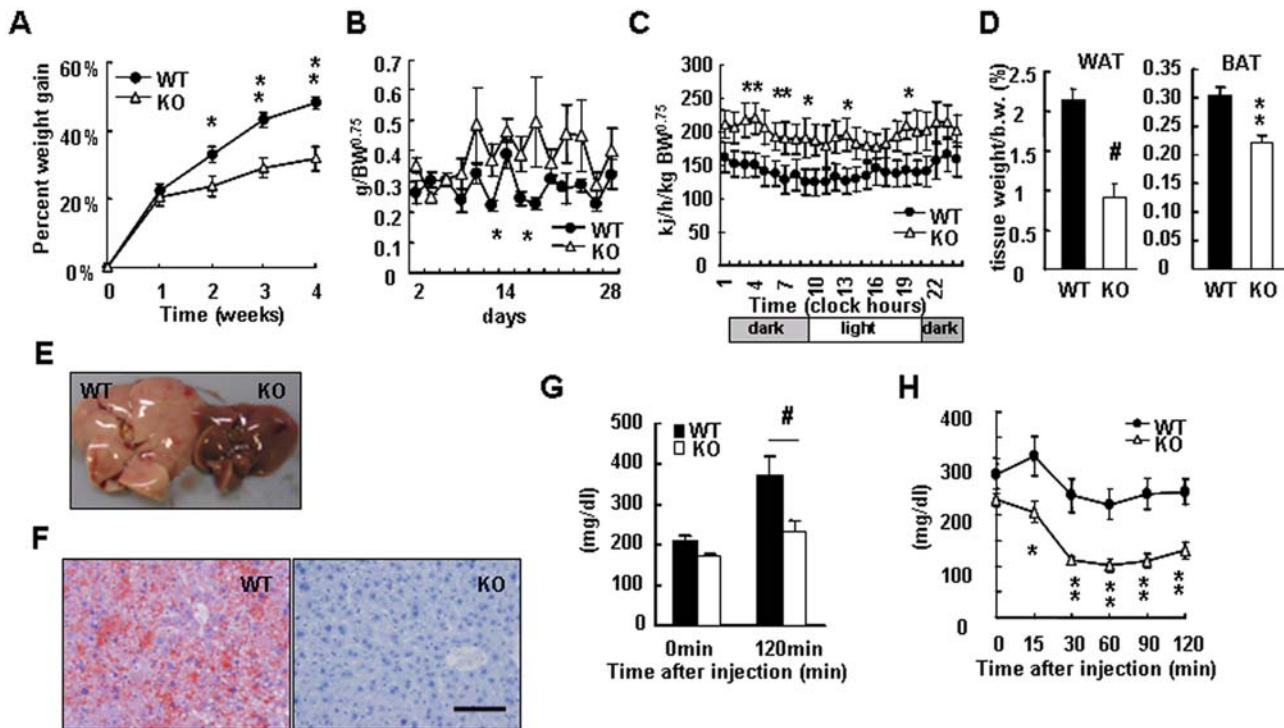 A
Percent weight gain
60%
40%
20%
0%
WT
KO
*
* *
* *
0 1 2 3 4
Time (weeks)
B
g/BW0.75
0.7
0.6
0.5
0.4
0.3
0.2
0.1
0
WT
KO
* *
2 14 28
days
C
kj/h/kg BW0.75
300
250
200
150
100
50
0
** ** * * *
WT
KO
1 4 7 10 13 16 19 22
Time (clock hours)
dark light dark
D
tissue weight/b.w. (%)
WAT
2.5
2
1.5
1
0.5
0
#
WT KO
BAT
0.35
0.30
0.25
0.20
0.15
0.10
0.05
0.00
* *
WT KO
E
WT KO
F
WT KO
G
(mg/dl)
500
400
300
200
100
0
WT
KO
#
0min 120min
Time after injection (min)
H
(mg/dl)
400
300
200
100
0
WT
KO
* ** ** ** **
0 15 30 60 90 120
Time after injection (min)